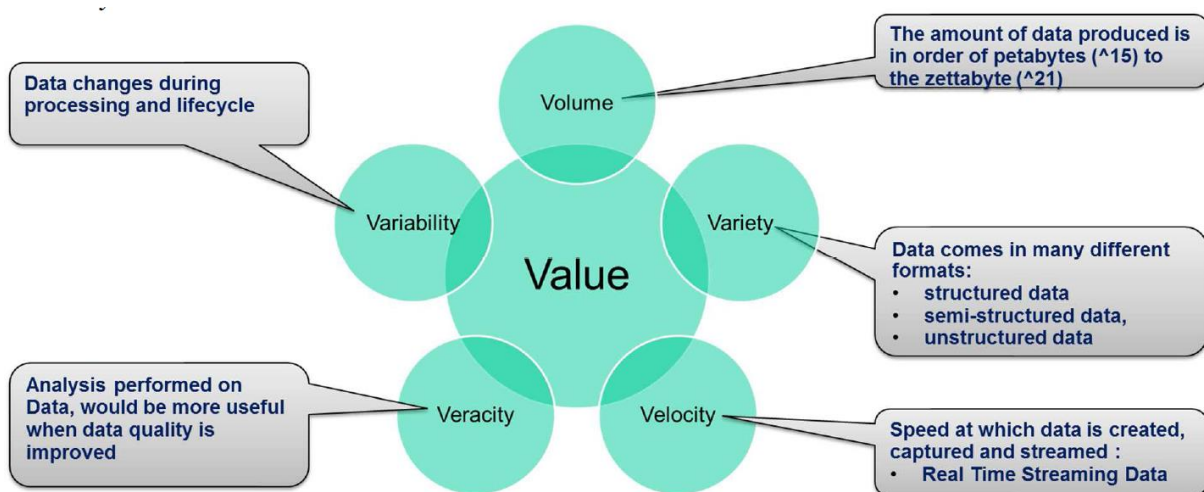 The amount of data produced is
in order of petabytes (^15) to
the zettabyte (^21)
Data changes during
processing and lifecycle
Volume
Variability
Variety
Value
Data comes in many different
formats:
• structured data
• semi-structured data,
• unstructured data
Analysis performed on
Data, would be more useful
when data quality is
improved
Veracity
Velocity
Speed at which data is created,
captured and streamed :
• Real Time Streaming Data